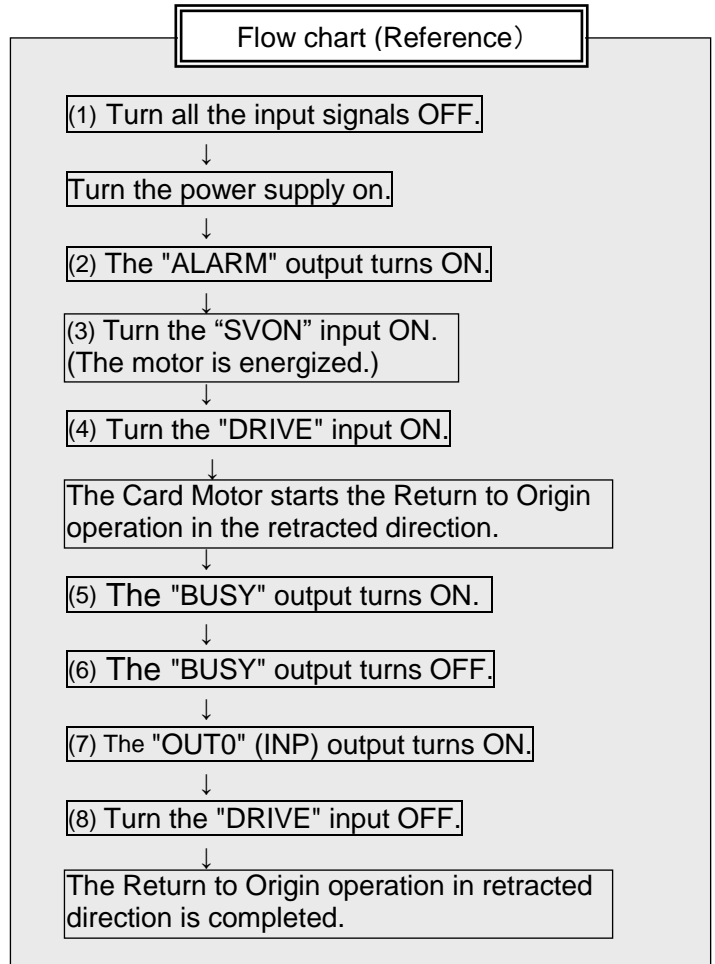 Flow chart (Reference）
(1) Turn all the input signals OFF.
↓
Turn the power supply on.
↓
(2) The "ALARM" output turns ON.
↓
(3) Turn the “SVON” input ON.
(The motor is energized.)
↓
(4) Turn the "DRIVE" input ON.
↓
The Card Motor starts the Return to Origin
operation in the retracted direction.
↓
(5) The "BUSY" output turns ON.
↓
(6) The "BUSY" output turns OFF.
↓
(7) The "OUT0" (INP) output turns ON.
↓
(8) Turn the "DRIVE" input OFF.
↓
The Return to Origin operation in retracted
direction is completed.